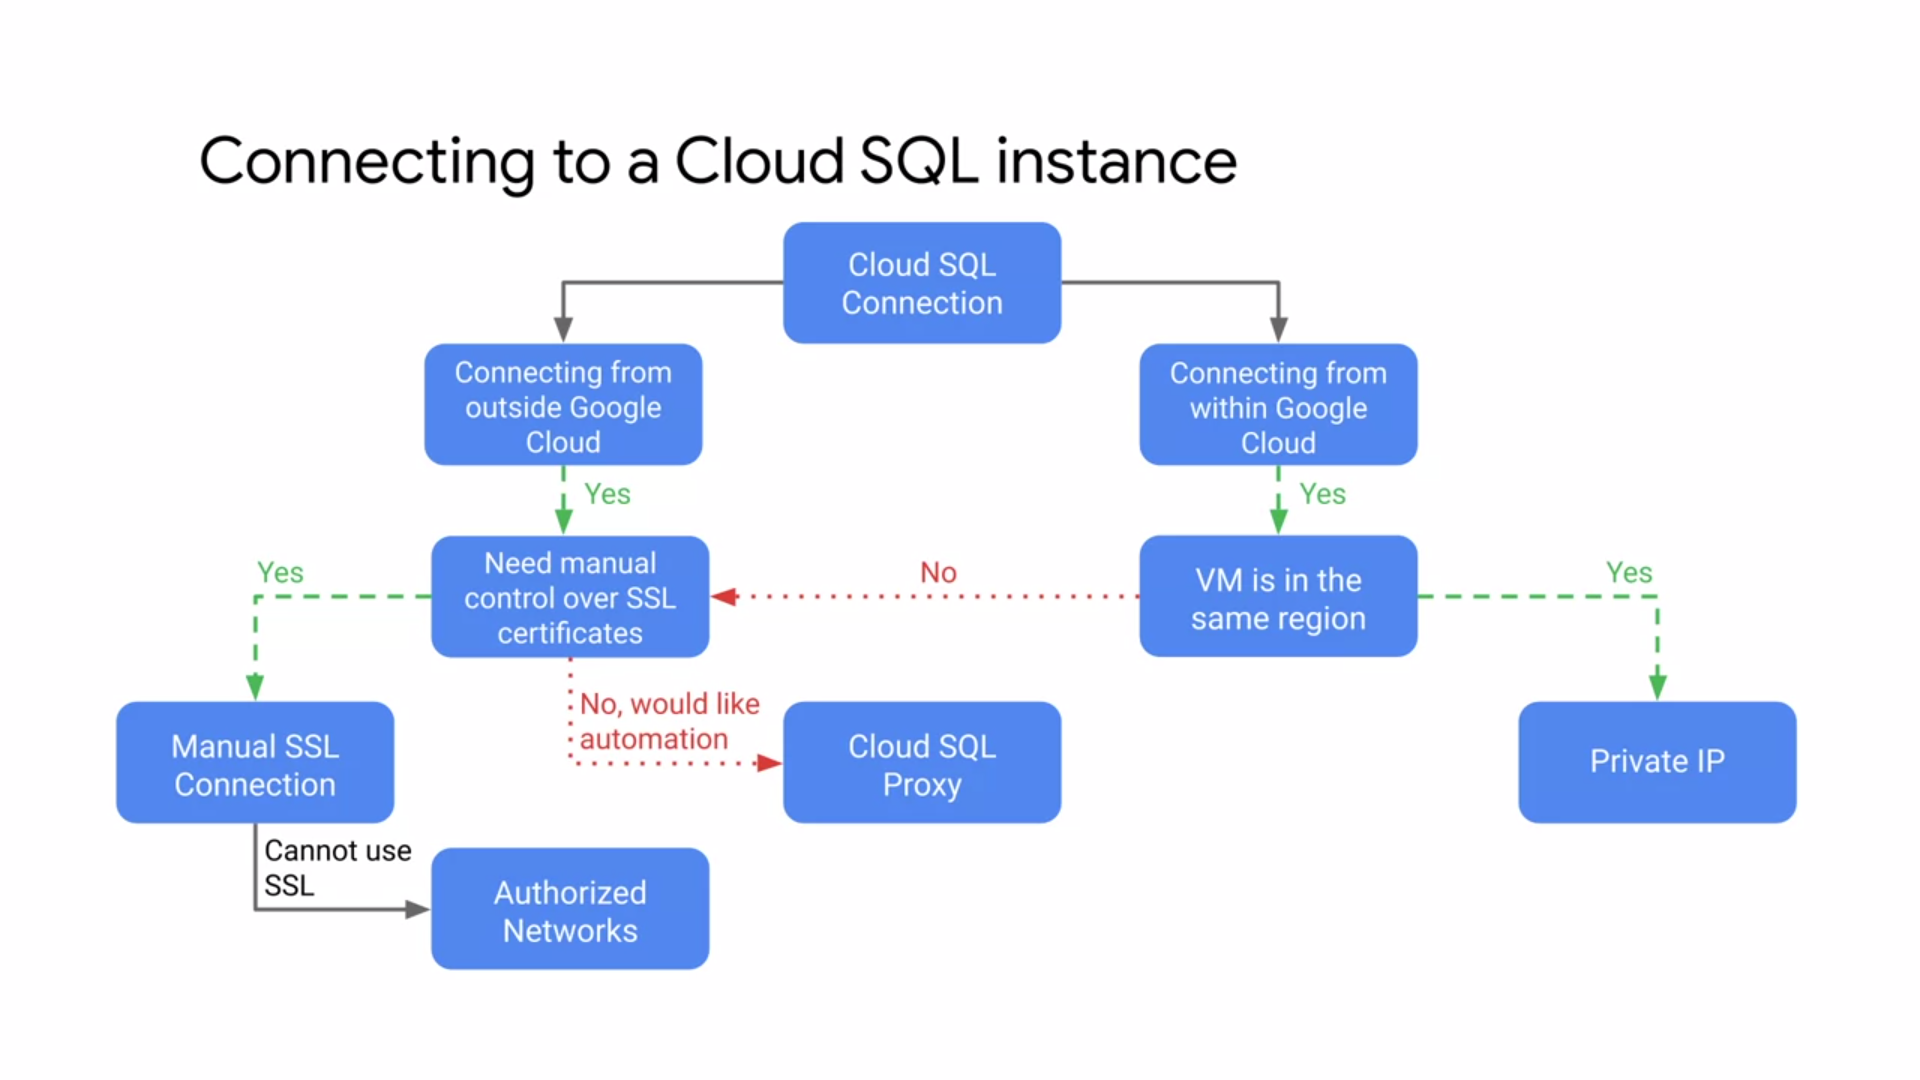 Connecting to a Cloud SQL instance
Cloud SQL
Connection
Connecting from
outside Google
Cloud
Connecting from
within Google
Cloud
Yes
Yes
Need manual
control over SSL
certificates
VM is in the
same region
Yes
No
Yes
No, would like
automation
Manual SSL
Connection
Cloud SQL
Proxy
Private IP
Cannot use
SSL
Authorized
Networks